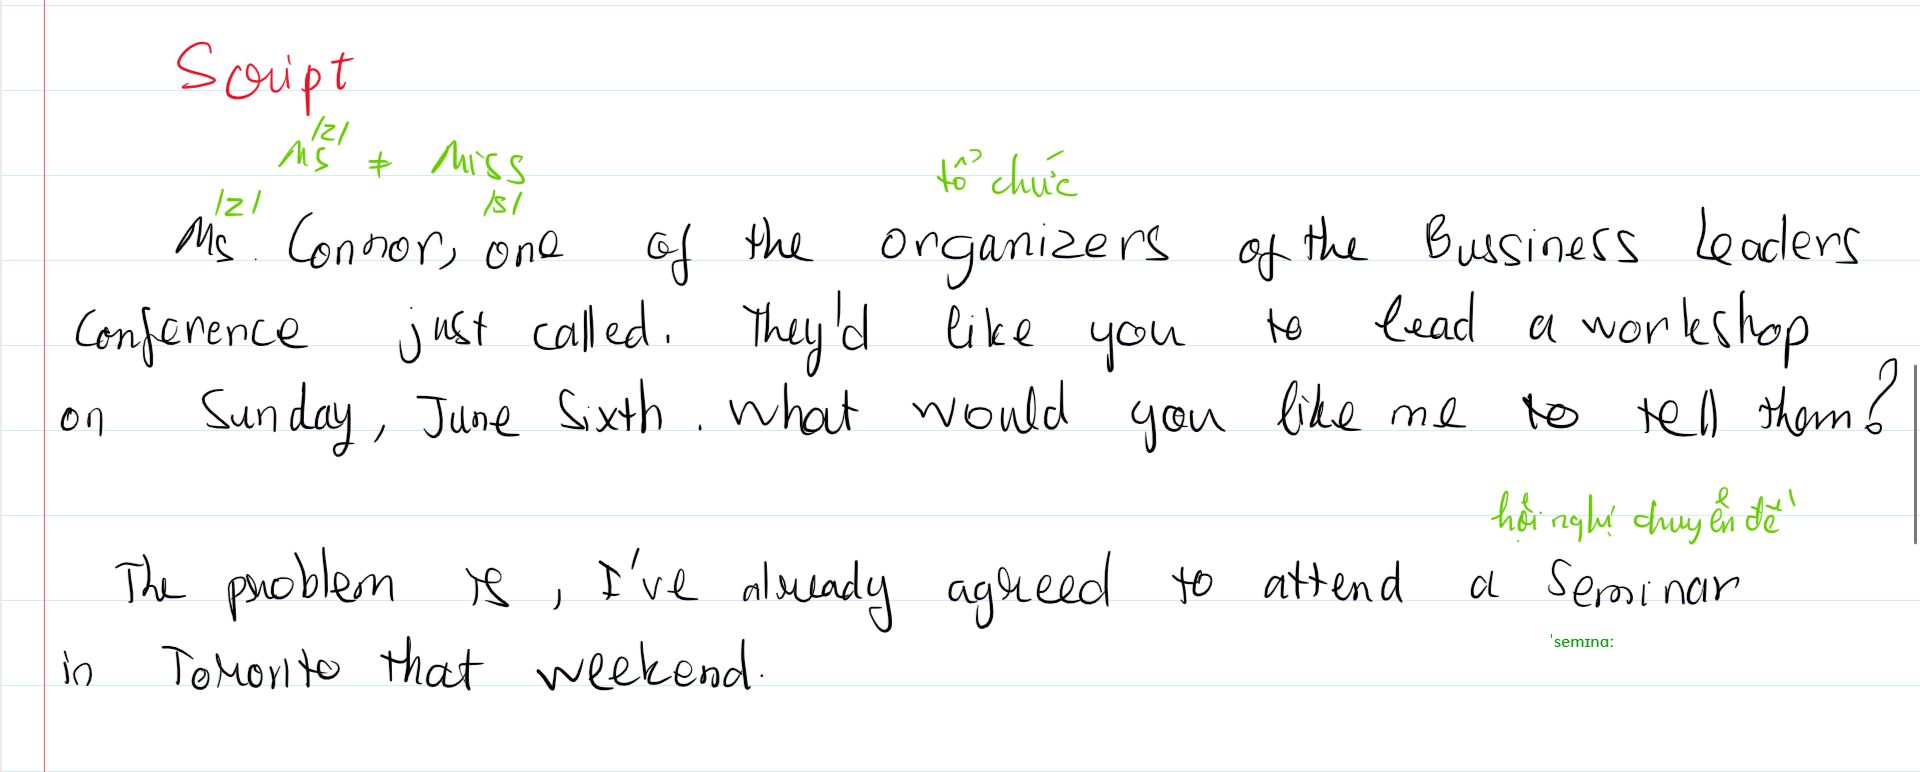 Script
/z/
Ms ≠ Miss
/z/ /s/
tổ chức
Ms. Connor, one of the organizers of the Bussiness Leaders
Conference just called. They'd like you to lead a workshop
on Sunday, June Sixth. What would you like me to tell them?
hội nghị chuyên đề
The problem is, I've already agreed to attend a Seminar
ˈsemɪnɑː
in Toronto that weekend.